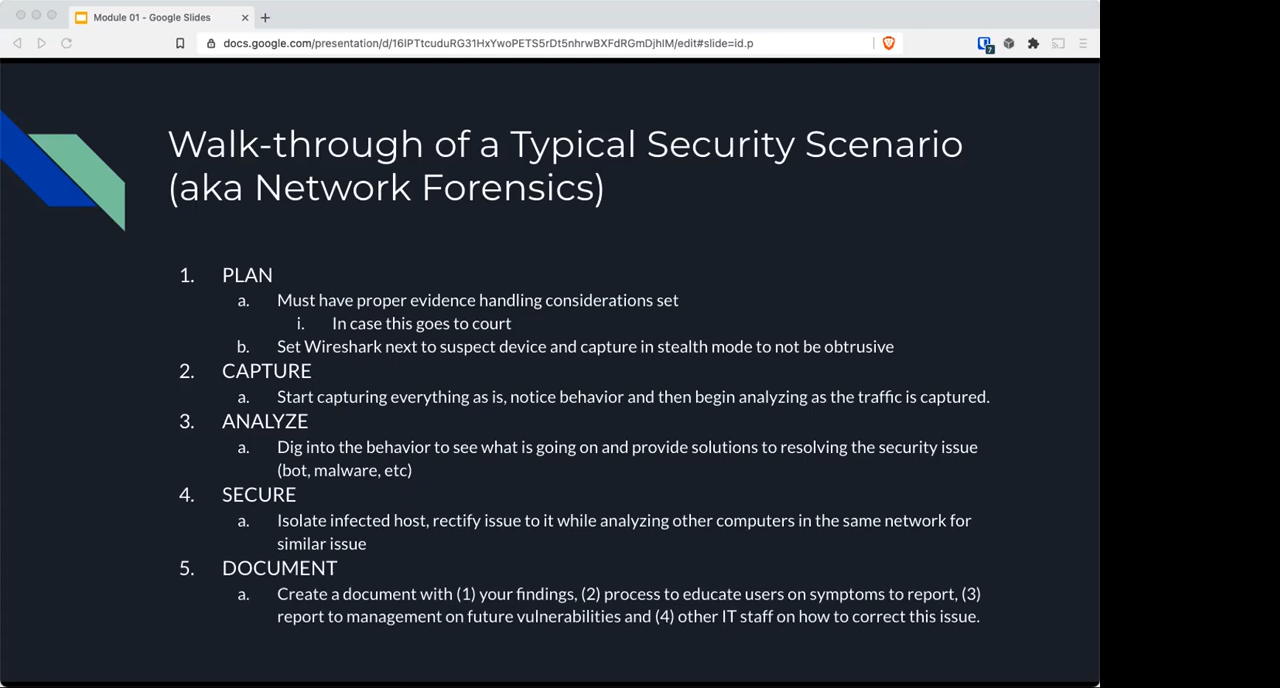 Module 01 - Google Slides
docs.google.com/presentation/d/16lPTtcuduRG31HxYwoPETS5rDt5nhrwBXFdRGmDjhIM/edit#slide=id.p
7
Walk-through of a Typical Security Scenario
(aka Network Forensics)
1. PLAN
a. Must have proper evidence handling considerations set
i. In case this goes to court
b. Set Wireshark next to suspect device and capture in stealth mode to not be obtrusive
2. CAPTURE
a. Start capturing everything as is, notice behavior and then begin analyzing as the traffic is captured.
3. ANALYZE
a. Dig into the behavior to see what is going on and provide solutions to resolving the security issue
(bot, malware, etc)
4. SECURE
a. Isolate infected host, rectify issue to it while analyzing other computers in the same network for
similar issue
5. DOCUMENT
a. Create a document with (1) your findings, (2) process to educate users on symptoms to report, (3)
report to management on future vulnerabilities and (4) other IT staff on how to correct this issue.